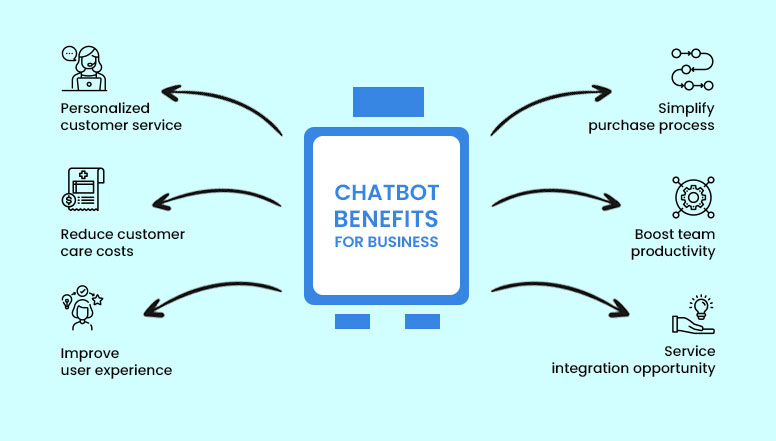 CHATBOT
BENEFITS
FOR BUSINESS
Personalized
customer service
Reduce customer
care costs
Improve
user experience
Simplify
purchase process
Boost team
productivity
Service
integration opportunity